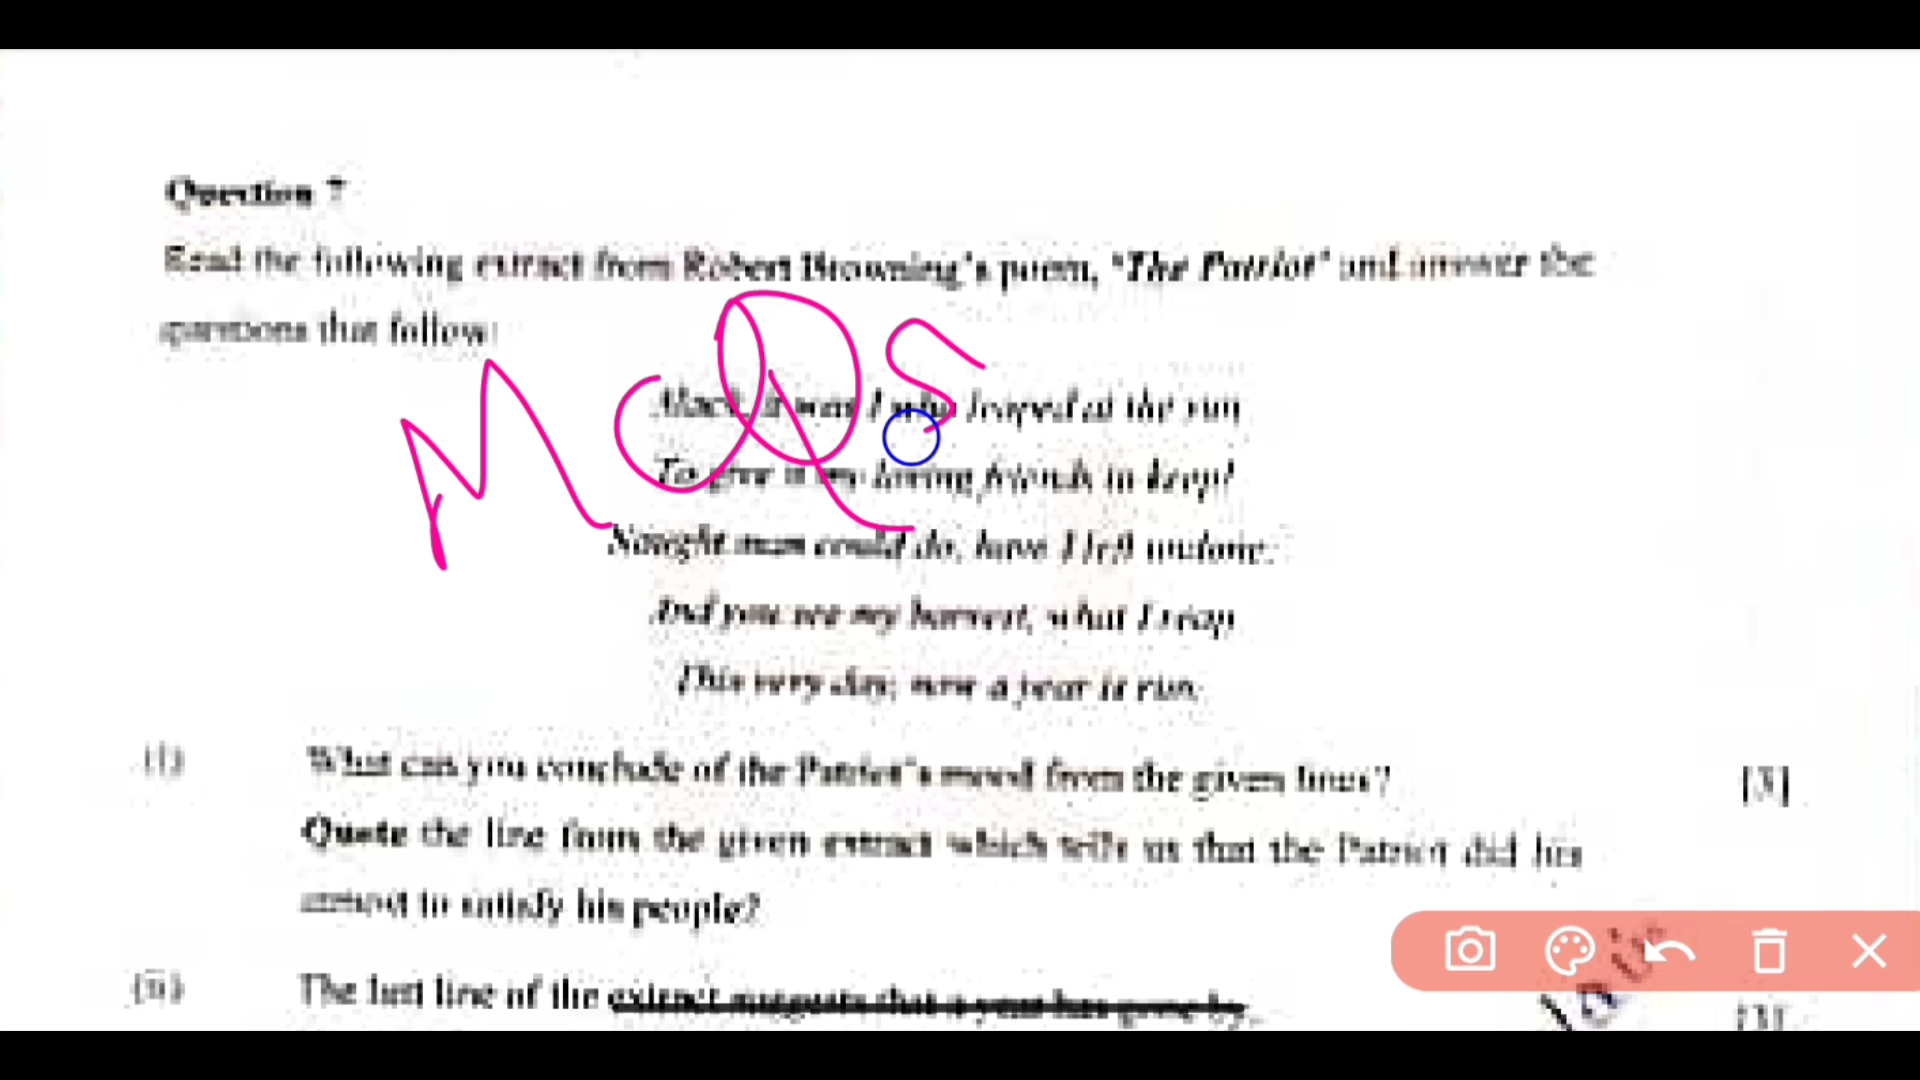 Question 7
Read the following extract from Robert Browning's poem, 'The Patriot' and answer the
questions that follow:
Alack, it was I who leaped at the sun
To give it my loving friends to keep!
Nought man could do, have I left undone:
And you see my harvest, what I reap
This very day, now a year is run.
(i) What can you conclude of the Patriot's mood from the given lines? [3]
Quote the line from the given extract which tells us that the Patriot did his
utmost to satisfy his people?
(ii) The last line of the extract suggests that a year has gone by. [3]